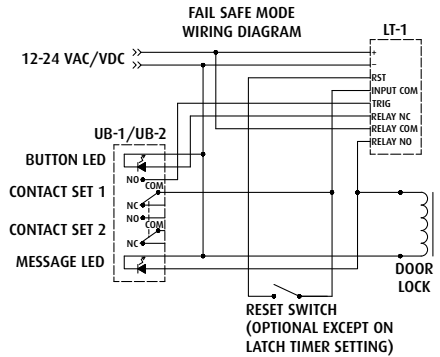 FAIL SAFE MODE
WIRING DIAGRAM
LT-1
12-24 VAC/VDC
+
–
RST
INPUT COM
TRIG
RELAY NC
RELAY COM
RELAY NO
UB-1/UB-2
BUTTON LED
NO
COM
CONTACT SET 1
NC
NO
COM
CONTACT SET 2
NC
MESSAGE LED
DOOR
LOCK
RESET SWITCH
(OPTIONAL EXCEPT ON
LATCH TIMER SETTING)